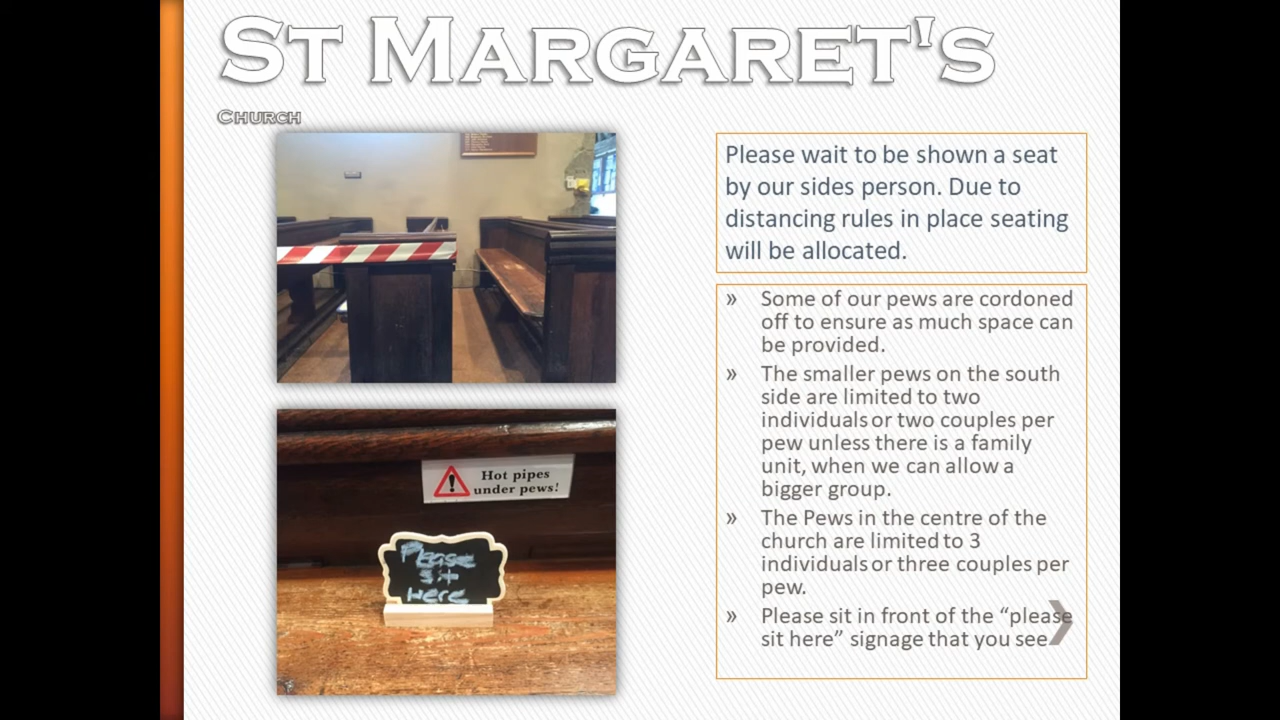 ST MARGARET'S
CHURCH
Please wait to be shown a seat
by our sides person. Due to
distancing rules in place seating
will be allocated.
» Some of our pews are cordoned
off to ensure as much space can
be provided.
» The smaller pews on the south
side are limited to two
individuals or two couples per
pew unless there is a family
unit, when we can allow a
bigger group.
» The Pews in the centre of the
church are limited to 3
individuals or three couples per
pew.
» Please sit in front of the “please
sit here” signage that you see
Hot pipes
under pews!
Please
sit
Here